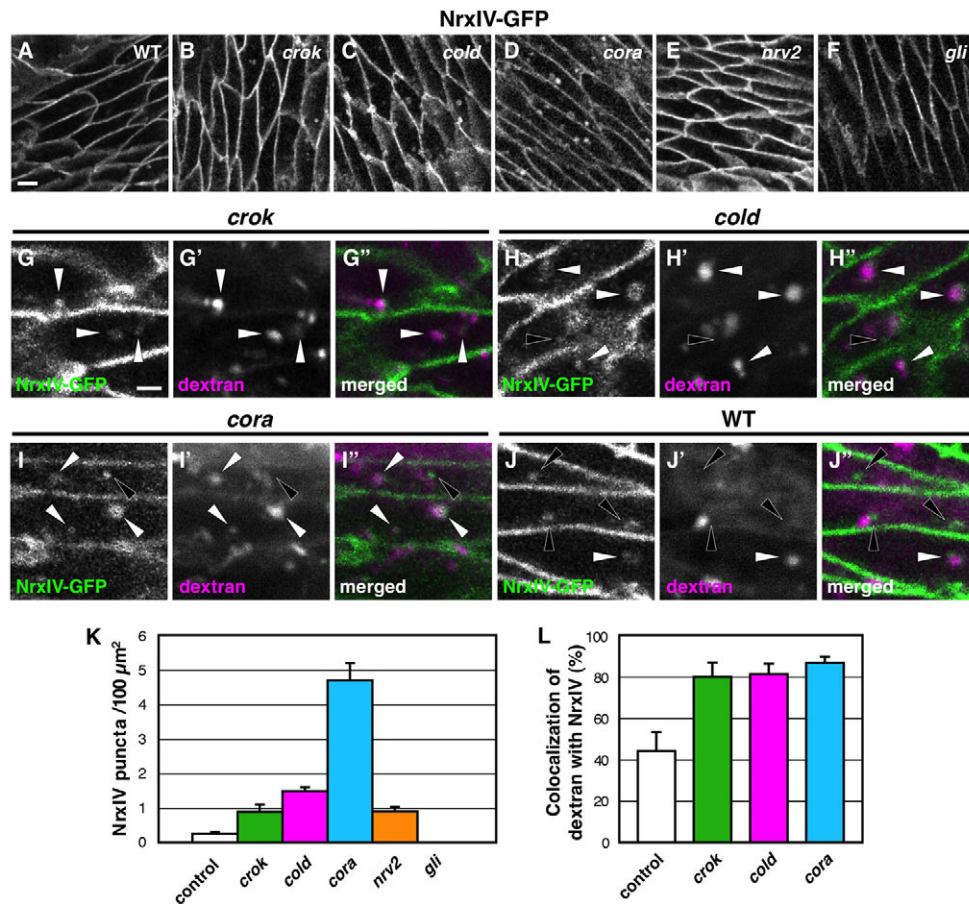 NrxIV-GFP
A WT B crok C cold D cora E nrv2 F gli
crok cold
G G' G" H H' H"
NrxIV-GFP dextran merged NrxIV-GFP dextran merged
cora WT
I I' I" J J' J"
NrxIV-GFP dextran merged NrxIV-GFP dextran merged
K
NrxIV puncta /100 µm²
6
5
4
3
2
1
0
control crok cold cora nrv2 gli
L
Colocalization of
dextran with NrxIV (%)
100
80
60
40
20
0
control crok cold cora